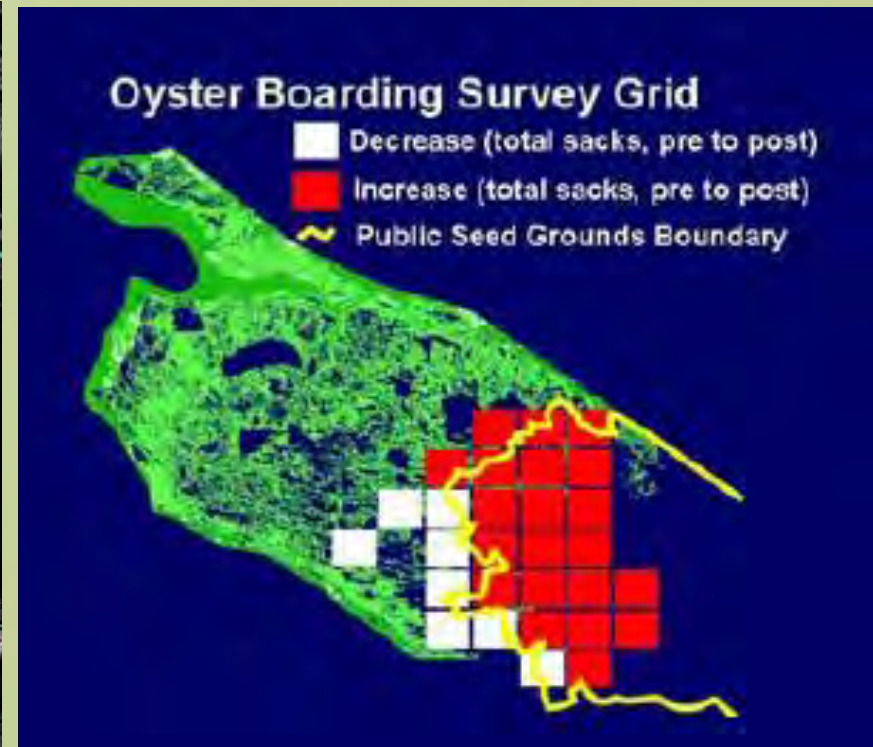 Oyster Boarding Survey Grid
Decrease (total sacks, pre to post)
Increase (total sacks, pre to post)
Public Seed Grounds Boundary